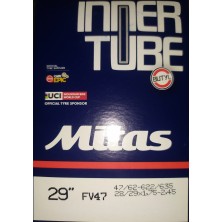 INNER
TUBE
BUTYL
UCI
OFFICIAL TYRE SPONSOR
Mitas
29" FV47
47/62-622/635
28/29x1,75-2,45